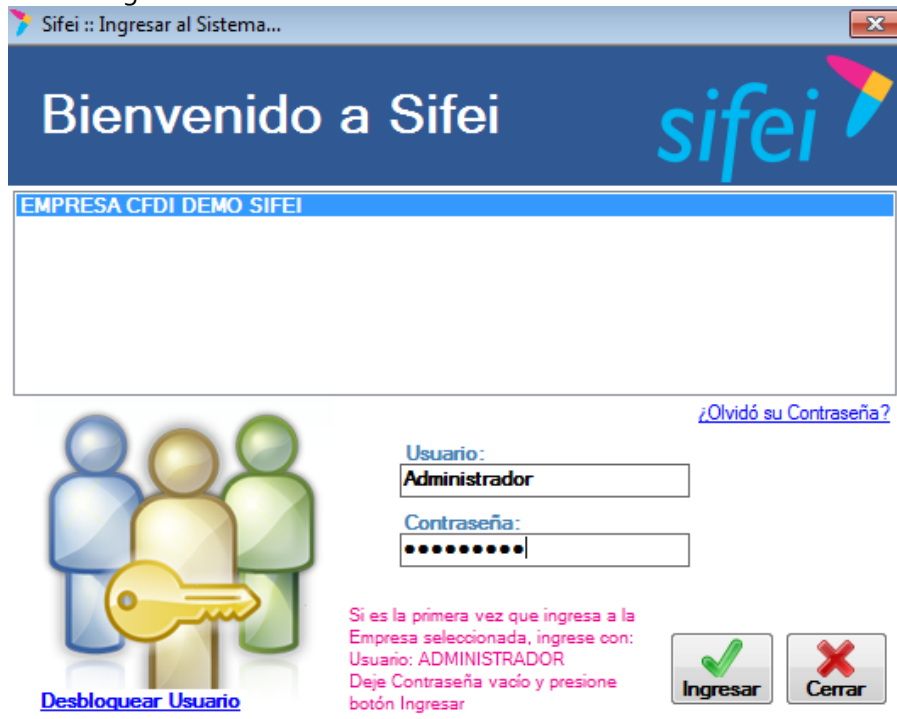 Sifei :: Ingresar al Sistema...
Bienvenido a Sifei
sifei
EMPRESA CFDI DEMO SIFEI
¿Olvidó su Contraseña?
Usuario:
Administrador
Contraseña:
●●●●●●●●●
Si es la primera vez que ingresa a la
Empresa seleccionada, ingrese con:
Usuario: ADMINISTRADOR
Deje Contraseña vacío y presione
botón Ingresar
Ingresar
Cerrar
Desbloquear Usuario